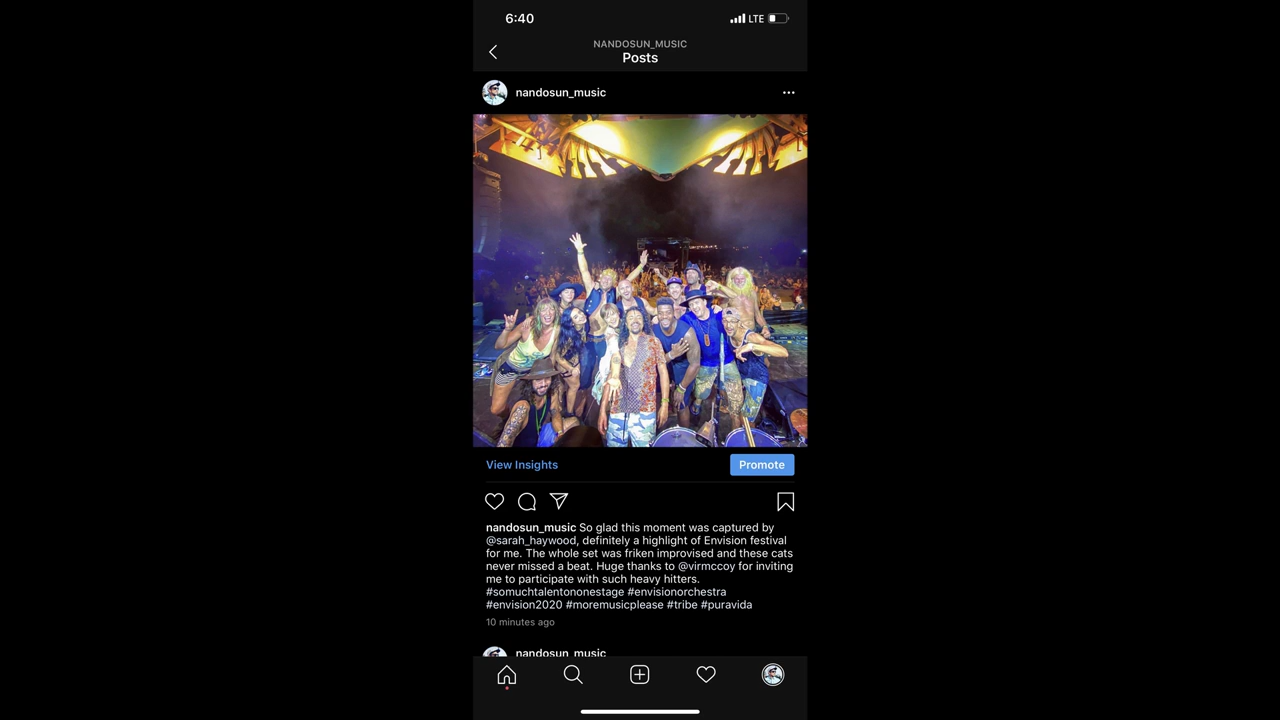 6:40
LTE
NANDOSUN_MUSIC
Posts
nandosun_music
View Insights
Promote
nandosun_music So glad this moment was captured by
@sarah_haywood, definitely a highlight of Envision festival
for me. The whole set was friken improvised and these cats
never missed a beat. Huge thanks to @virmccoy for inviting
me to participate with such heavy hitters.
#somuchtalentononestage #envisionorchestra
#envision2020 #moremusicplease #tribe #puravida
10 minutes ago
nandosun_music